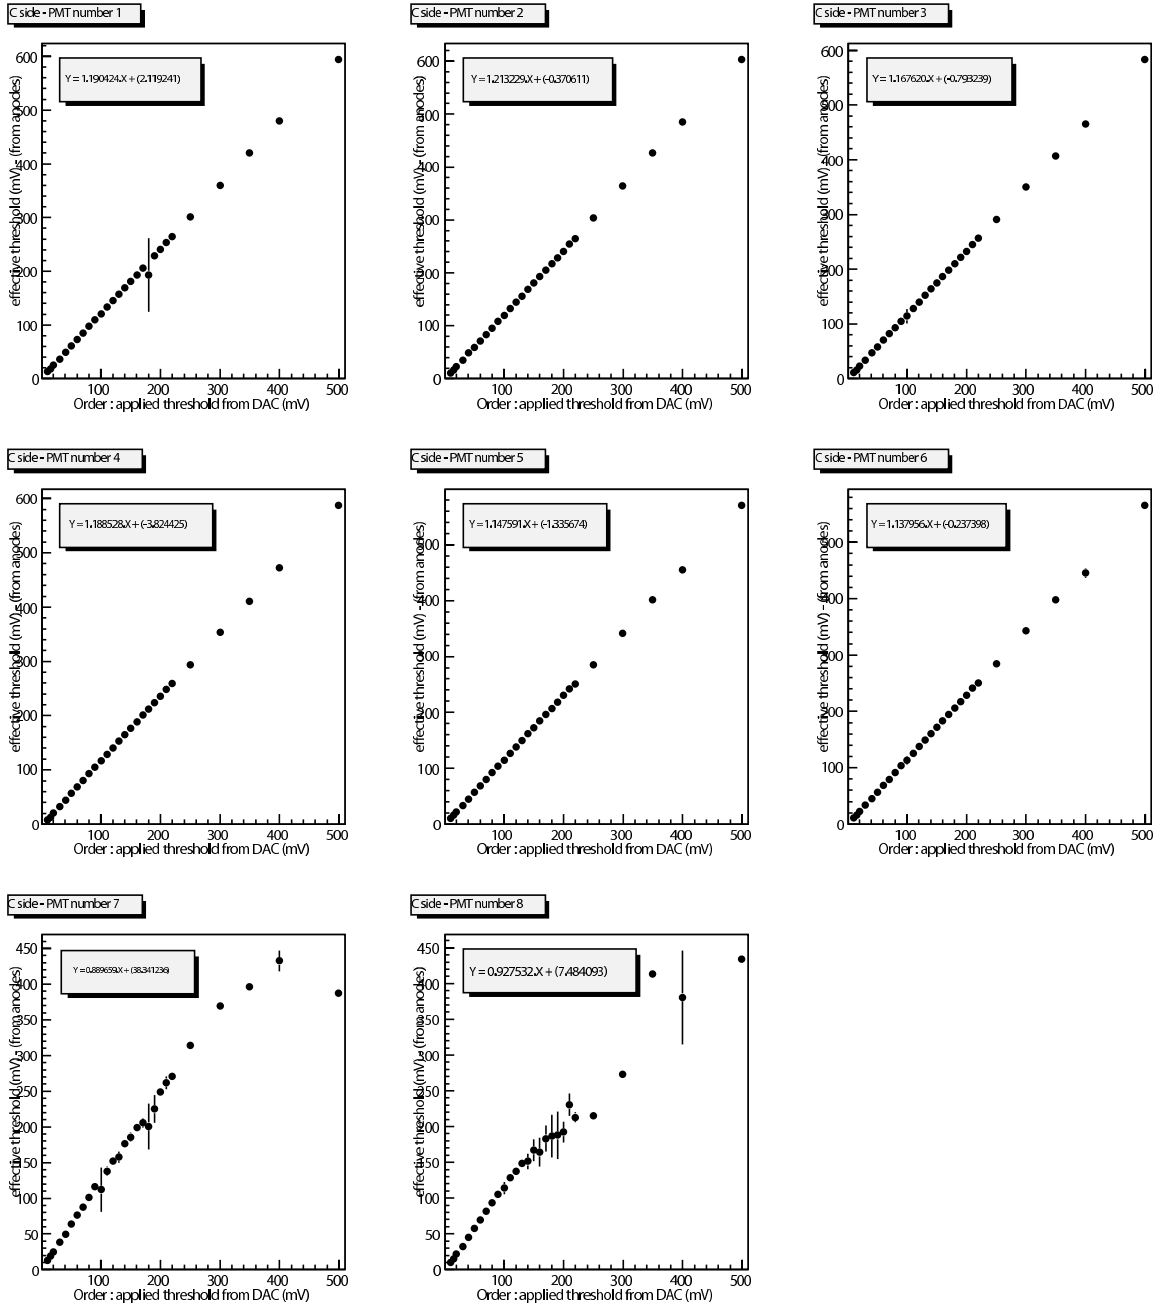 C side - PMT number 1
Y = 1.190424.X + (2.119241)
effective threshold (mV) - (from anodes)
600
500
400
300
200
100
0
100 200 300 400 500
Order : applied threshold from DAC (mV)
C side - PMT number 2
Y = 1.213229.X + (-0.370611)
effective threshold (mV) - (from anodes)
600
500
400
300
200
100
0
100 200 300 400 500
Order : applied threshold from DAC (mV)
C side - PMT number 3
Y = 1.167620.X + (-0.793239)
effective threshold (mV) - (from anodes)
600
500
400
300
200
100
0
100 200 300 400 500
Order : applied threshold from DAC (mV)
C side - PMT number 4
Y = 1.188528.X + (-3.824425)
effective threshold (mV) - (from anodes)
600
500
400
300
200
100
0
100 200 300 400 500
Order : applied threshold from DAC (mV)
C side - PMT number 5
Y = 1.147591.X + (-1.335674)
effective threshold (mV) - (from anodes)
500
400
300
200
100
0
100 200 300 400 500
Order : applied threshold from DAC (mV)
C side - PMT number 6
Y = 1.137956.X + (-0.237398)
effective threshold (mV) - (from anodes)
500
400
300
200
100
0
100 200 300 400 500
Order : applied threshold from DAC (mV)
C side - PMT number 7
Y = 0.889659.X + (38.341236)
effective threshold (mV) - (from anodes)
450
400
350
300
250
200
150
100
50
0
100 200 300 400 500
Order : applied threshold from DAC (mV)
C side - PMT number 8
Y = 0.927532.X + (7.484093)
effective threshold (mV) - (from anodes)
450
400
350
300
250
200
150
100
50
0
100 200 300 400 500
Order : applied threshold from DAC (mV)